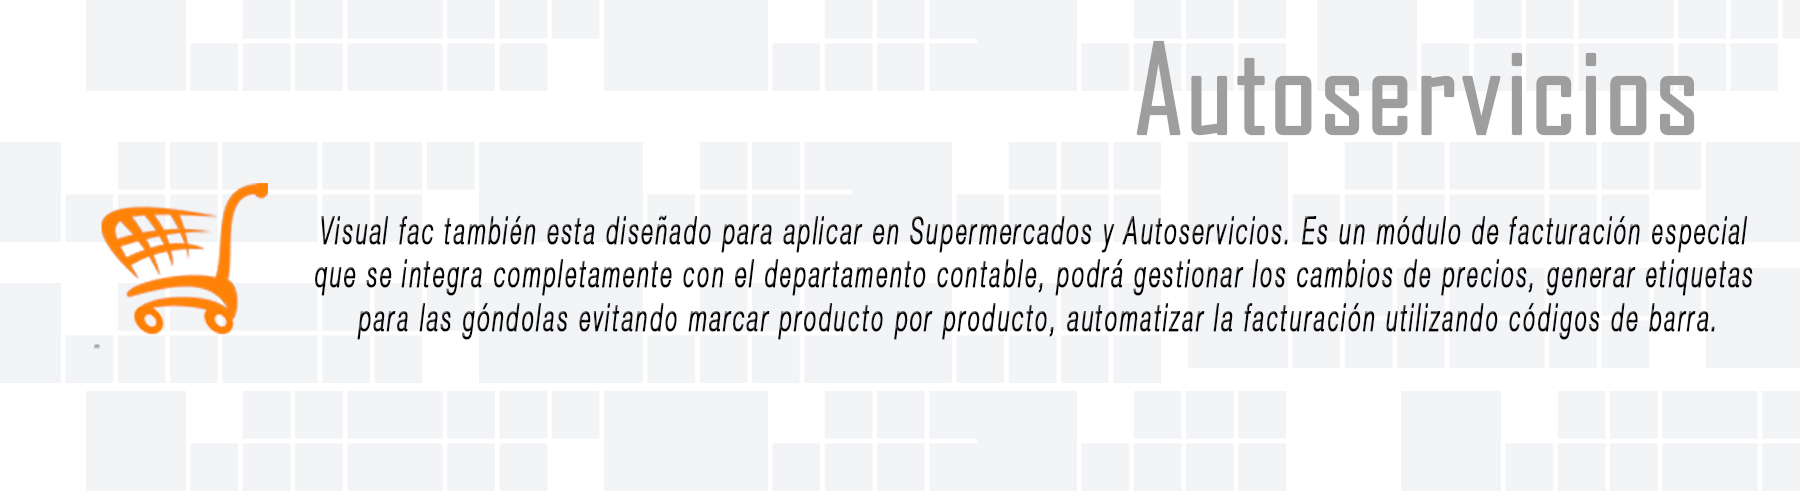 Autoservicios
Visual fac también esta diseñado para aplicar en Supermercados y Autoservicios. Es un módulo de facturación especial
que se integra completamente con el departamento contable, podrá gestionar los cambios de precios, generar etiquetas
para las góndolas evitando marcar producto por producto, automatizar la facturación utilizando códigos de barra.